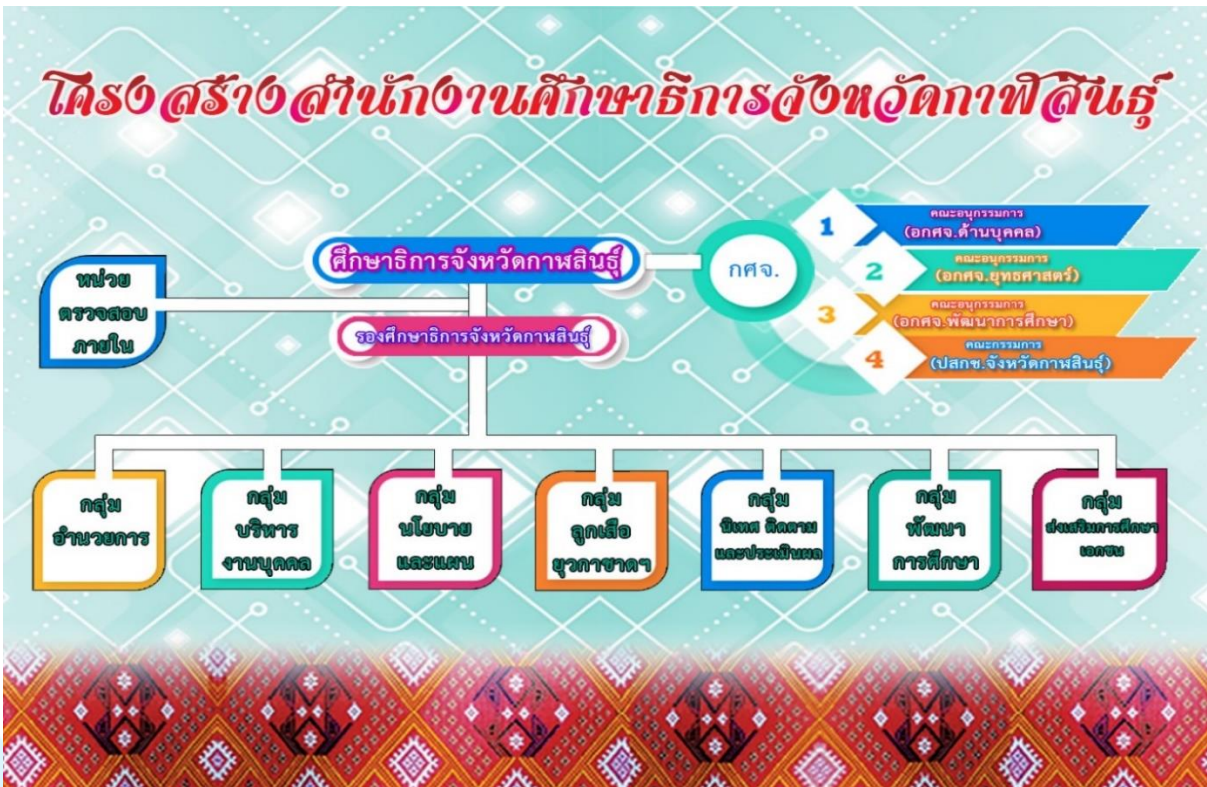 โครงสร้างสำนักงานศึกษาธิการจังหวัดกาฬสินธุ์
ศึกษาธิการจังหวัดกาฬสินธุ์
รองศึกษาธิการจังหวัดกาฬสินธุ์
หน่วย
ตรวจสอบ
ภายใน
กศจ.
1
คณะอนุกรรมการ
(อกศจ.ด้านบุคคล)
2
คณะอนุกรรมการ
(อกศจ.ยุทธศาสตร์)
3
คณะอนุกรรมการ
(อกศจ.พัฒนาการศึกษา)
4
คณะกรรมการ
(ปสกช.จังหวัดกาฬสินธุ์)
กลุ่ม
อำนวยการ
กลุ่ม
บริหาร
งานบุคคล
กลุ่ม
นโยบาย
และแผน
กลุ่ม
ลูกเสือ
ยุวกาชาดฯ
กลุ่ม
นิเทศ ติดตาม
และประเมินผล
กลุ่ม
พัฒนา
การศึกษา
กลุ่ม
ส่งเสริมการศึกษา
เอกชน